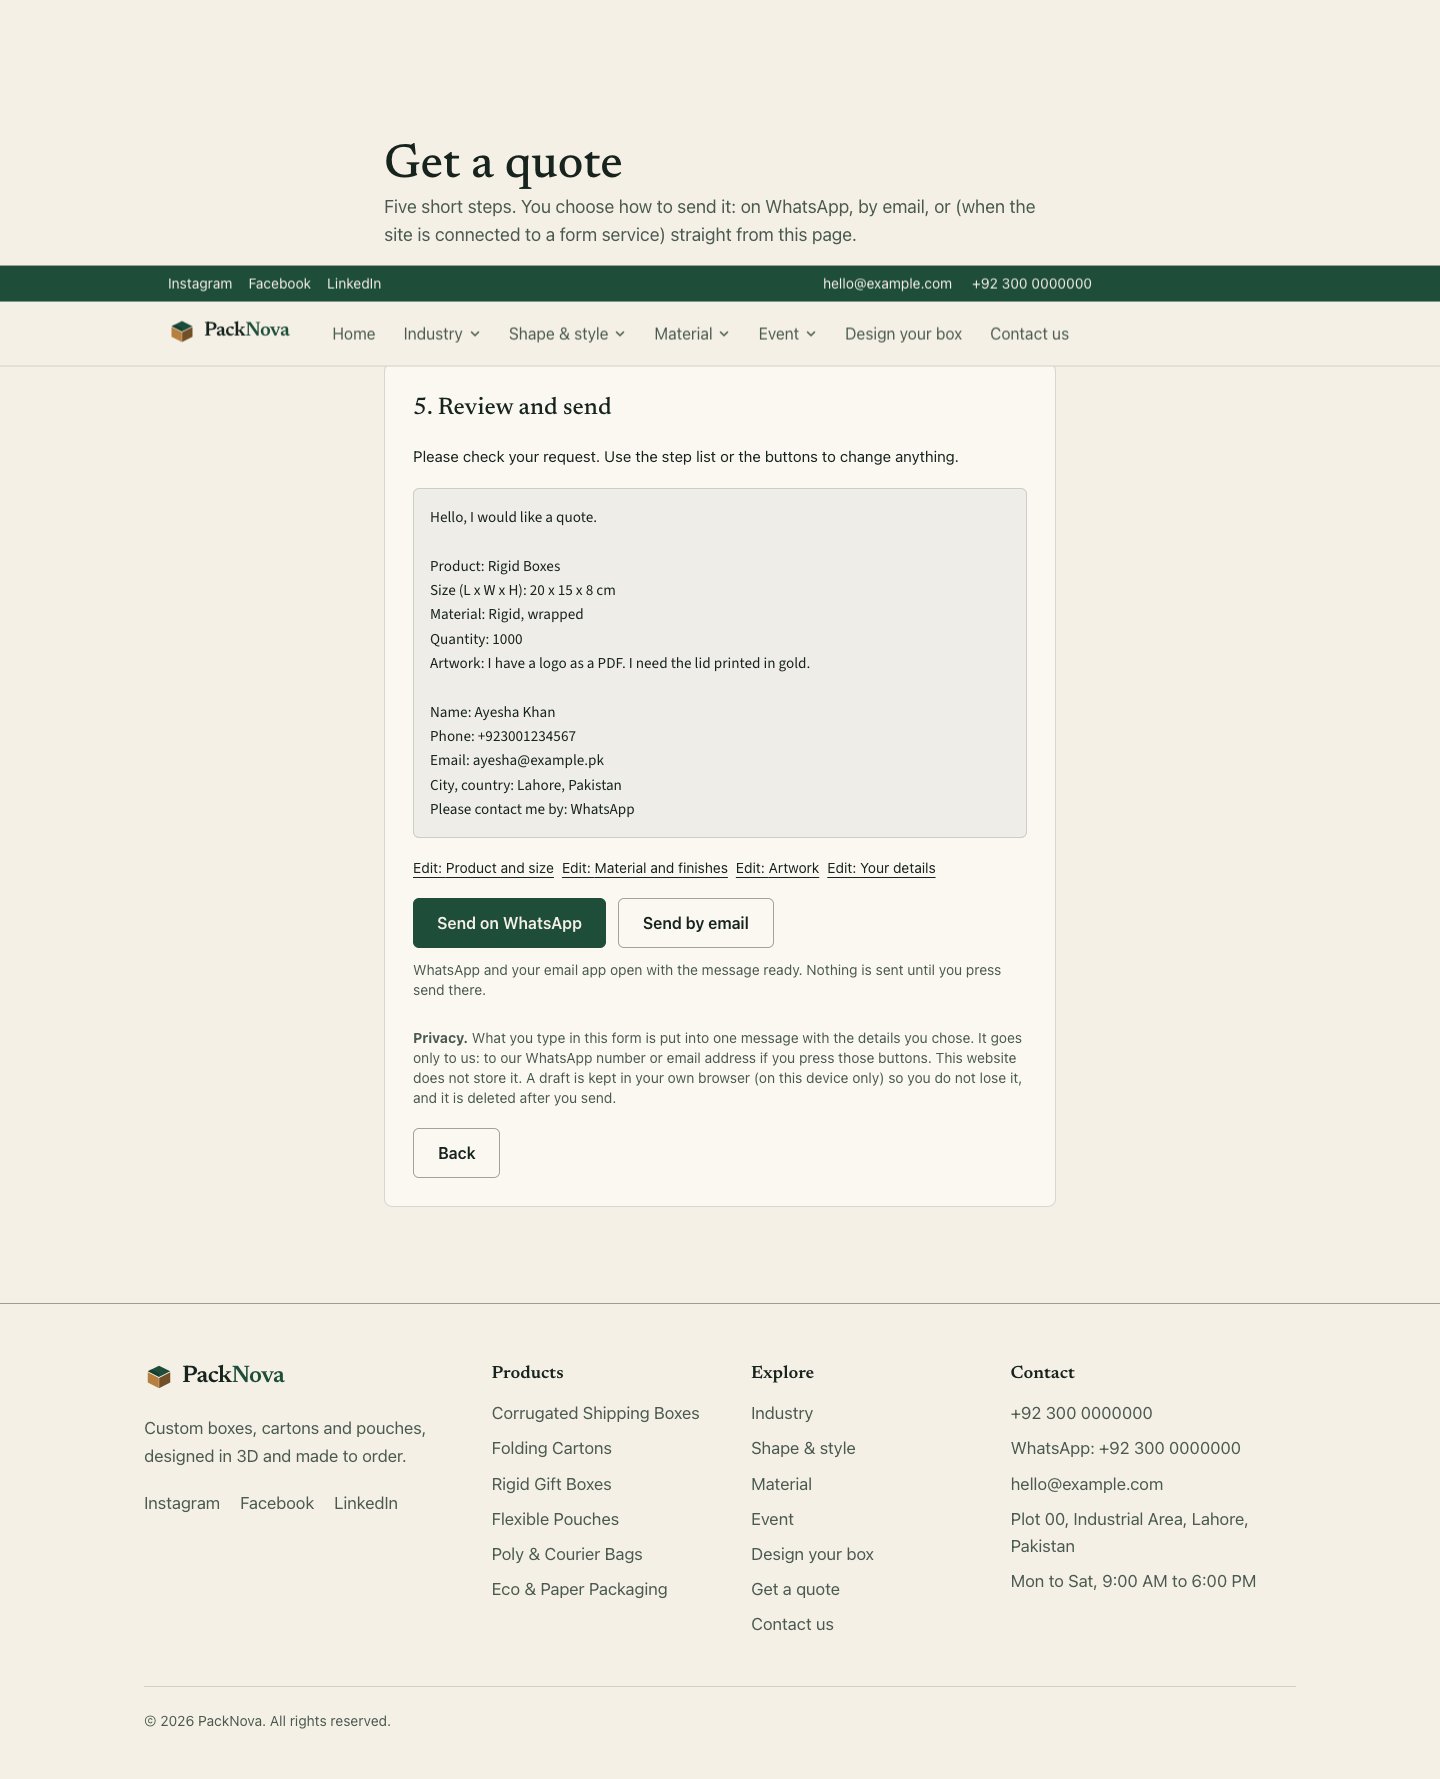 Get a quote
Five short steps. You choose how to send it: on WhatsApp, by email, or (when the
site is connected to a form service) straight from this page.
Instagram Facebook LinkedIn hello@example.com +92 300 0000000
PackNova Home Industry Shape & style Material Event Design your box Contact us
5. Review and send
Please check your request. Use the step list or the buttons to change anything.
Hello, I would like a quote.
Product: Rigid Boxes
Size (L x W x H): 20 x 15 x 8 cm
Material: Rigid, wrapped
Quantity: 1000
Artwork: I have a logo as a PDF. I need the lid printed in gold.
Name: Ayesha Khan
Phone: +923001234567
Email: ayesha@example.pk
City, country: Lahore, Pakistan
Please contact me by: WhatsApp
Edit: Product and size Edit: Material and finishes Edit: Artwork Edit: Your details
Send on WhatsApp Send by email
WhatsApp and your email app open with the message ready. Nothing is sent until you press
send there.
Privacy. What you type in this form is put into one message with the details you chose. It goes
only to us: to our WhatsApp number or email address if you press those buttons. This website
does not store it. A draft is kept in your own browser (on this device only) so you do not lose it,
and it is deleted after you send.
Back
PackNova
Custom boxes, cartons and pouches,
designed in 3D and made to order.
Instagram Facebook LinkedIn
Products
Corrugated Shipping Boxes
Folding Cartons
Rigid Gift Boxes
Flexible Pouches
Poly & Courier Bags
Eco & Paper Packaging
Explore
Industry
Shape & style
Material
Event
Design your box
Get a quote
Contact us
Contact
+92 300 0000000
WhatsApp: +92 300 0000000
hello@example.com
Plot 00, Industrial Area, Lahore,
Pakistan
Mon to Sat, 9:00 AM to 6:00 PM
© 2026 PackNova. All rights reserved.